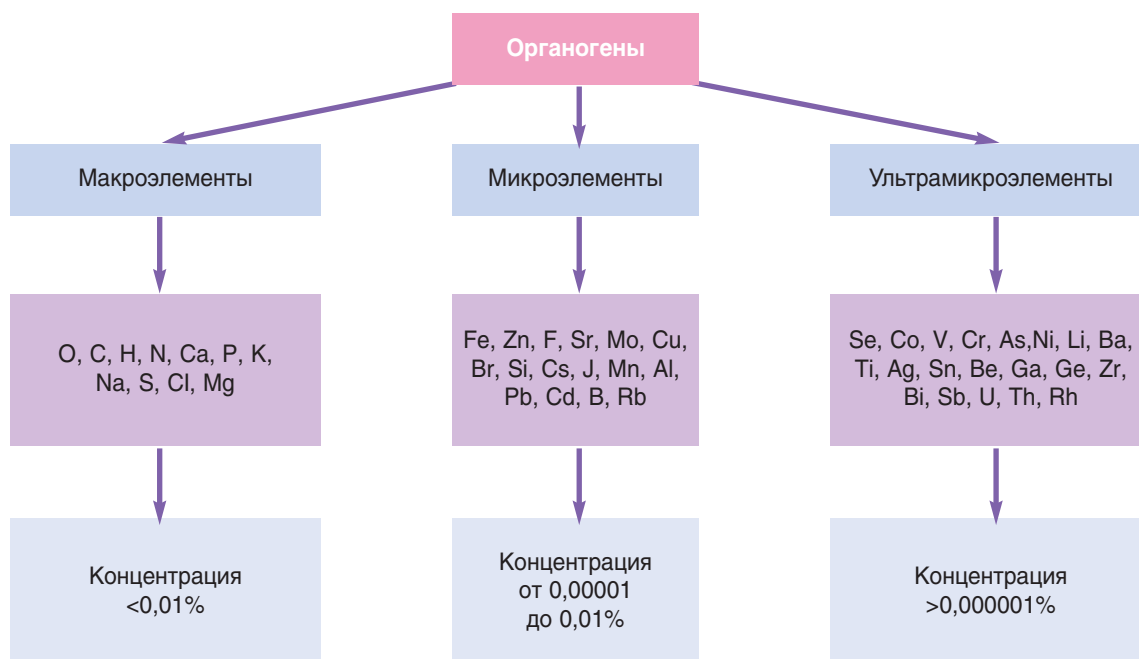 Органогены
Макроэлементы
Микроэлементы
Ультрамикроэлементы
O, C, H, N, Ca, P, K,
Na, S, Cl, Mg
Fe, Zn, F, Sr, Mo, Cu,
Br, Si, Cs, J, Mn, Al,
Pb, Cd, B, Rb
Se, Co, V, Cr, As,Ni, Li, Ba,
Ti, Ag, Sn, Be, Ga, Ge, Zr,
Bi, Sb, U, Th, Rh
Концентрация
<0,01%
Концентрация
от 0,00001
до 0,01%
Концентрация
>0,000001%